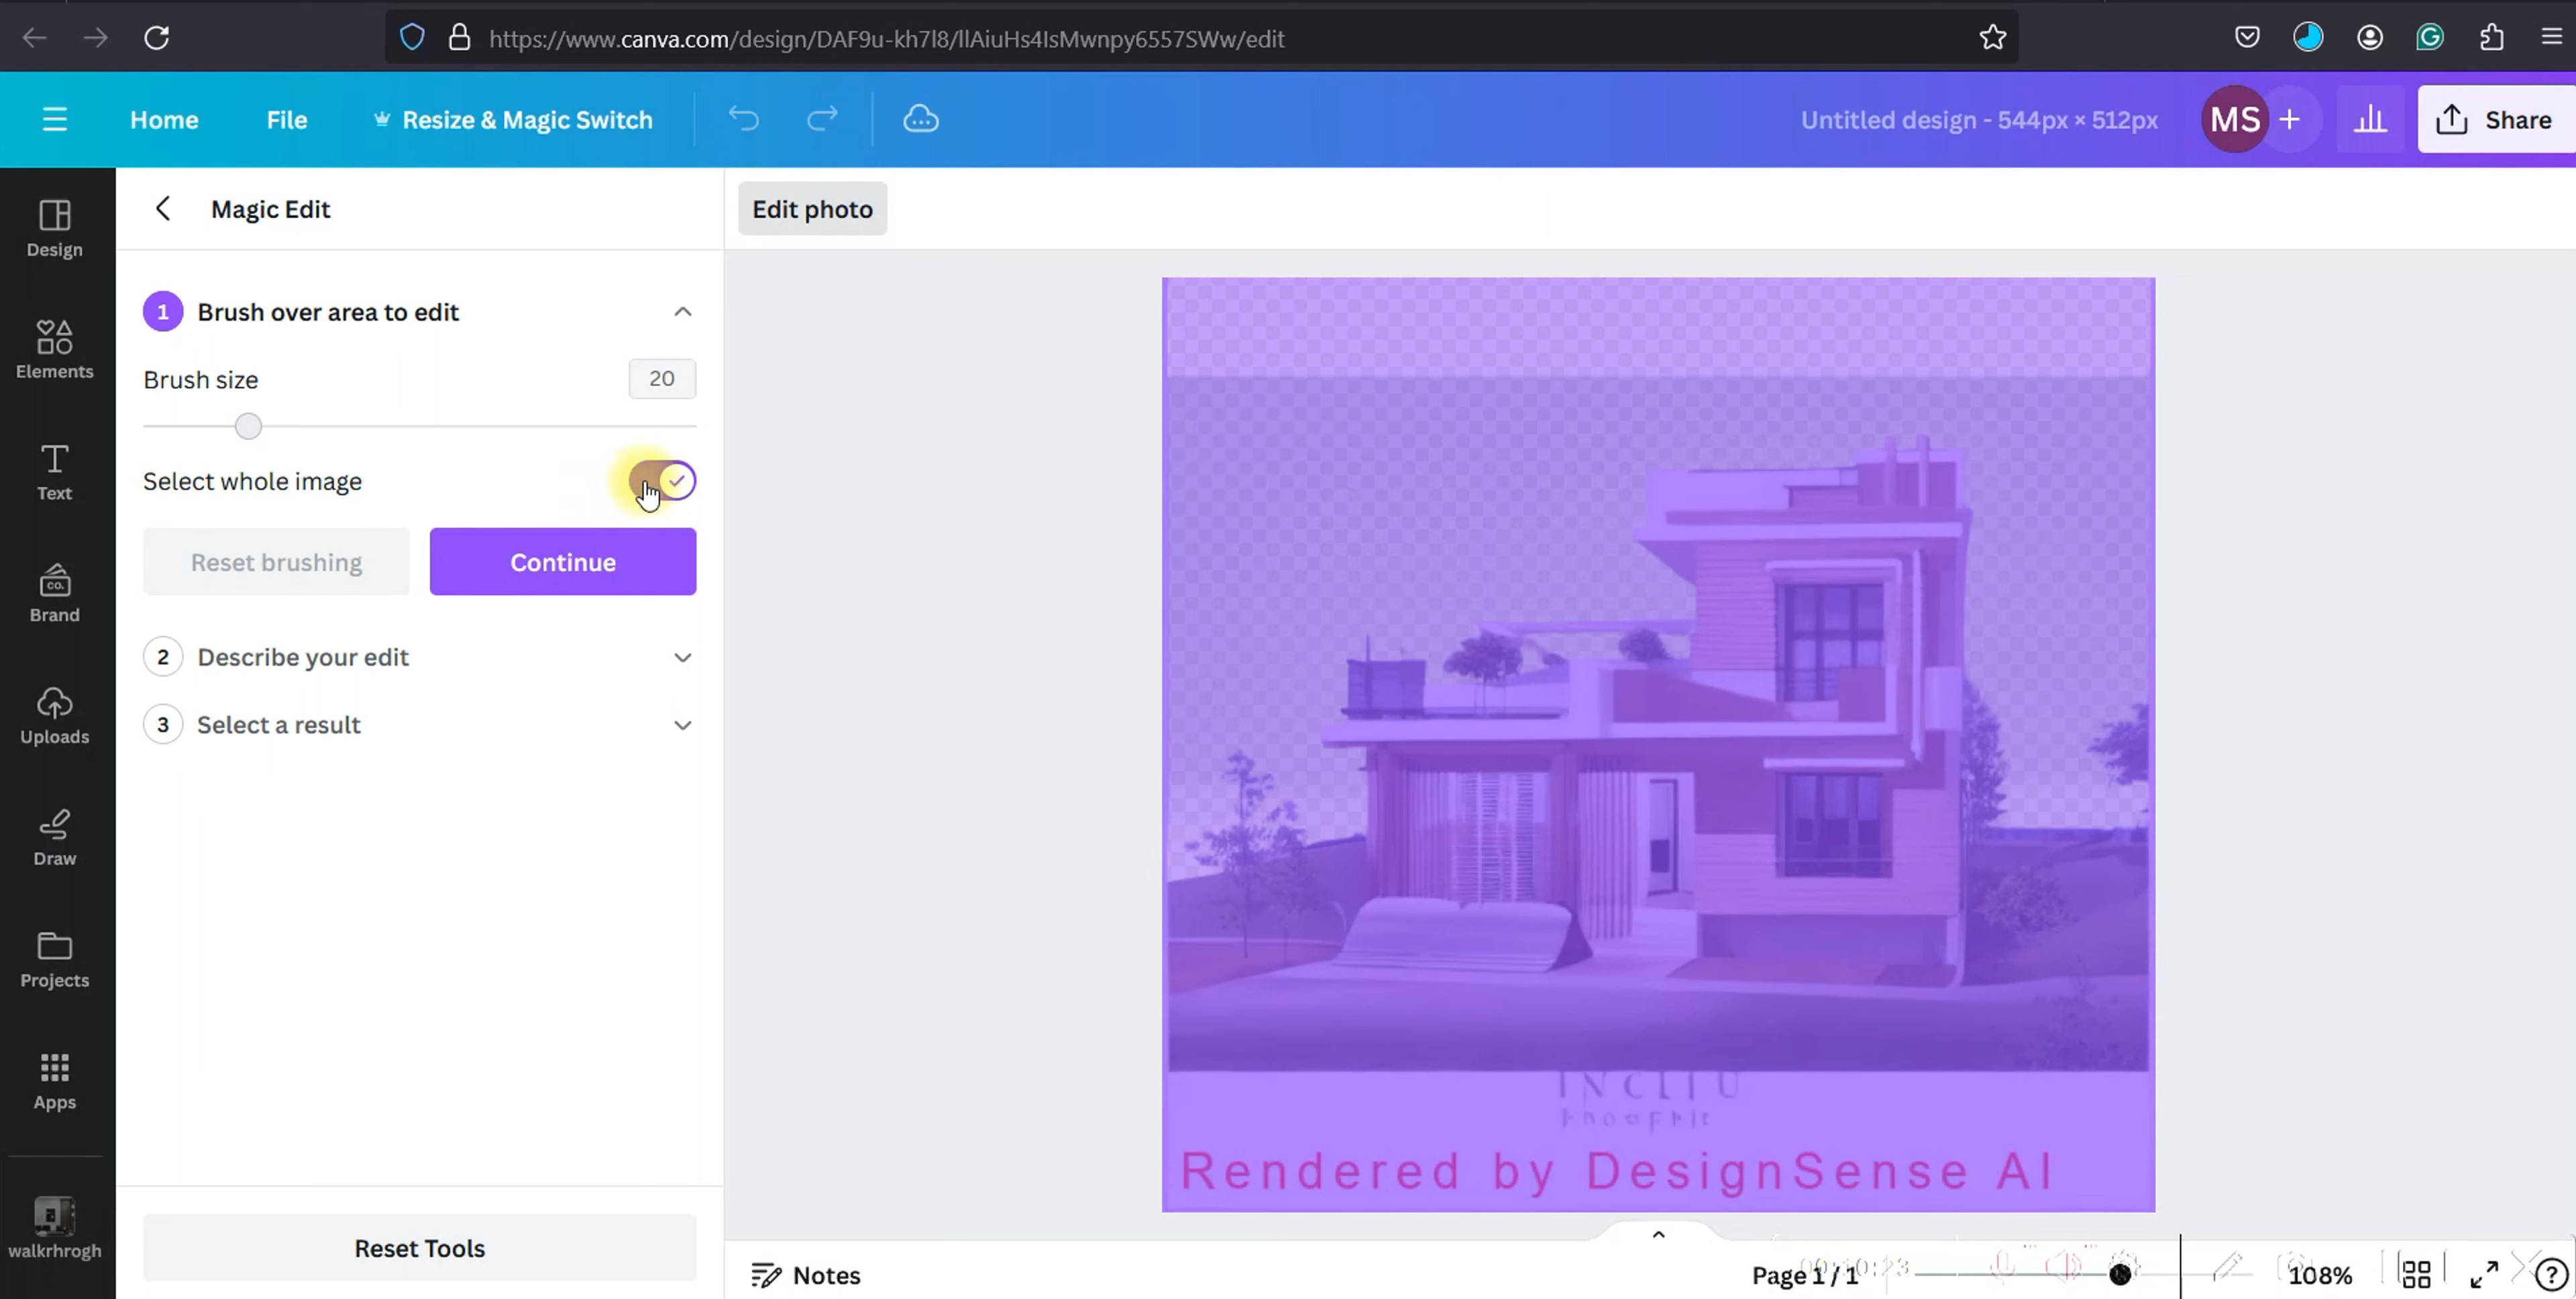 https://www.canva.com/design/DAF9u-kh7l8/llAiuHs4IsMwnpy6557SWw/edit
Home
File
Resize & Magic Switch
Untitled design - 544px × 512px
MS
+
Share
Design
Elements
Text
CO.
Brand
Uploads
Draw
Projects
Apps
walkrhrogh
Magic Edit
1
Brush over area to edit
Brush size
20
Select whole image
Reset brushing
Continue
2
Describe your edit
3
Select a result
Reset Tools
Edit photo
Rendered by DesignSense AI
Notes
Page 1 / 1
108%